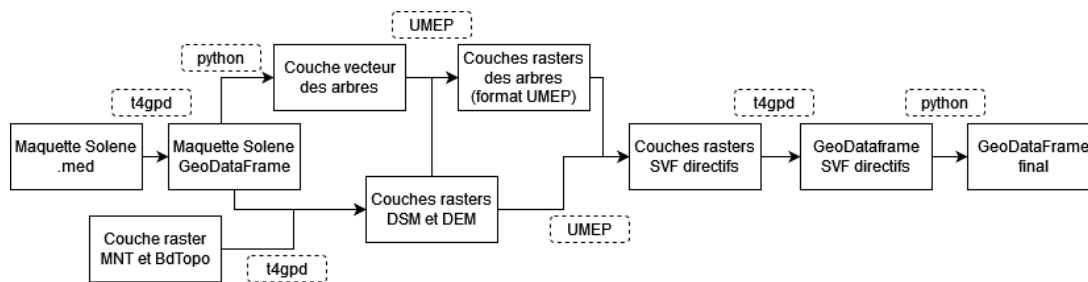 UMEP
python
Couche vecteur
des arbres
Couches rasters
des arbres
(format UMEP)
t4gpd
Maquette Solene
.med
Maquette Solene
GeoDataFrame
t4gpd
python
Couches rasters
SVF directifs
GeoDataframe
SVF directifs
GeoDataFrame
final
Couches rasters
DSM et DEM
Couche raster
MNT et BdTopo
UMEP
t4gpd